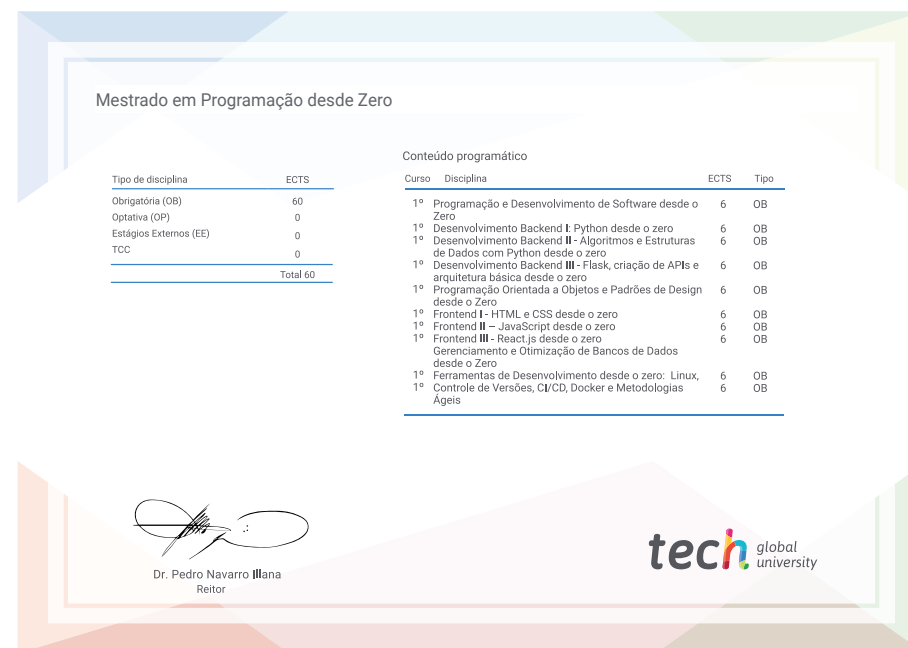 Mestrado em Programação desde Zero
Tipo de disciplina ECTS
Obrigatória (OB) 60
Optativa (OP) 0
Estágios Externos (EE) 0
TCC 0
Total 60
Conteúdo programático
Curso Disciplina ECTS Tipo
1º Programação e Desenvolvimento de Software desde o 6 OB
Zero
1º Desenvolvimento Backend I: Python desde o zero 6 OB
1º Desenvolvimento Backend II - Algoritmos e Estruturas 6 OB
de Dados com Python desde o zero
1º Desenvolvimento Backend III - Flask, criação de APIs e 6 OB
arquitetura básica desde o zero
1º Programação Orientada a Objetos e Padrões de Design 6 OB
desde o Zero
1º Frontend I - HTML e CSS desde o zero 6 OB
1º Frontend II – JavaScript desde o zero 6 OB
1º Frontend III - React.js desde o zero 6 OB
Gerenciamento e Otimização de Bancos de Dados
desde o Zero
1º Ferramentas de Desenvolvimento desde o zero: Linux, 6 OB
1º Controle de Versões, CI/CD, Docker e Metodologias 6 OB
Ágeis
Dr. Pedro Navarro Illana
Reitor
tech global
university